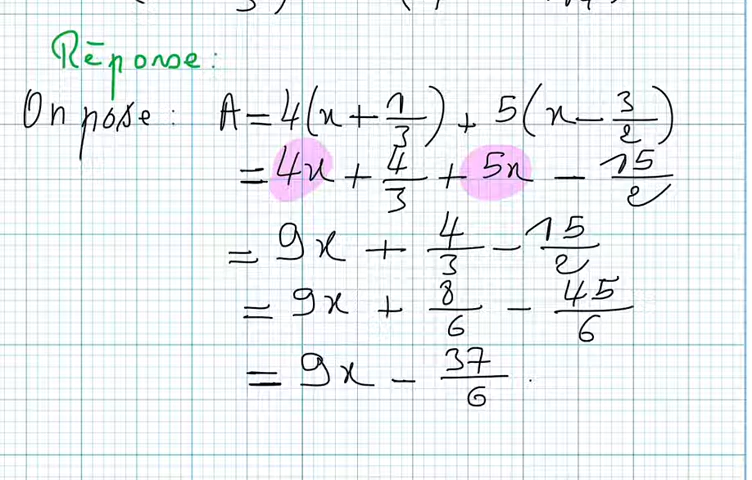 Réponse:
On pose: A = 4(x + 1/3) + 5(x - 3/2)
= 4x + 4/3 + 5x - 15/2
= 9x + 4/3 - 15/2
= 9x + 8/6 - 45/6
= 9x - 37/6.